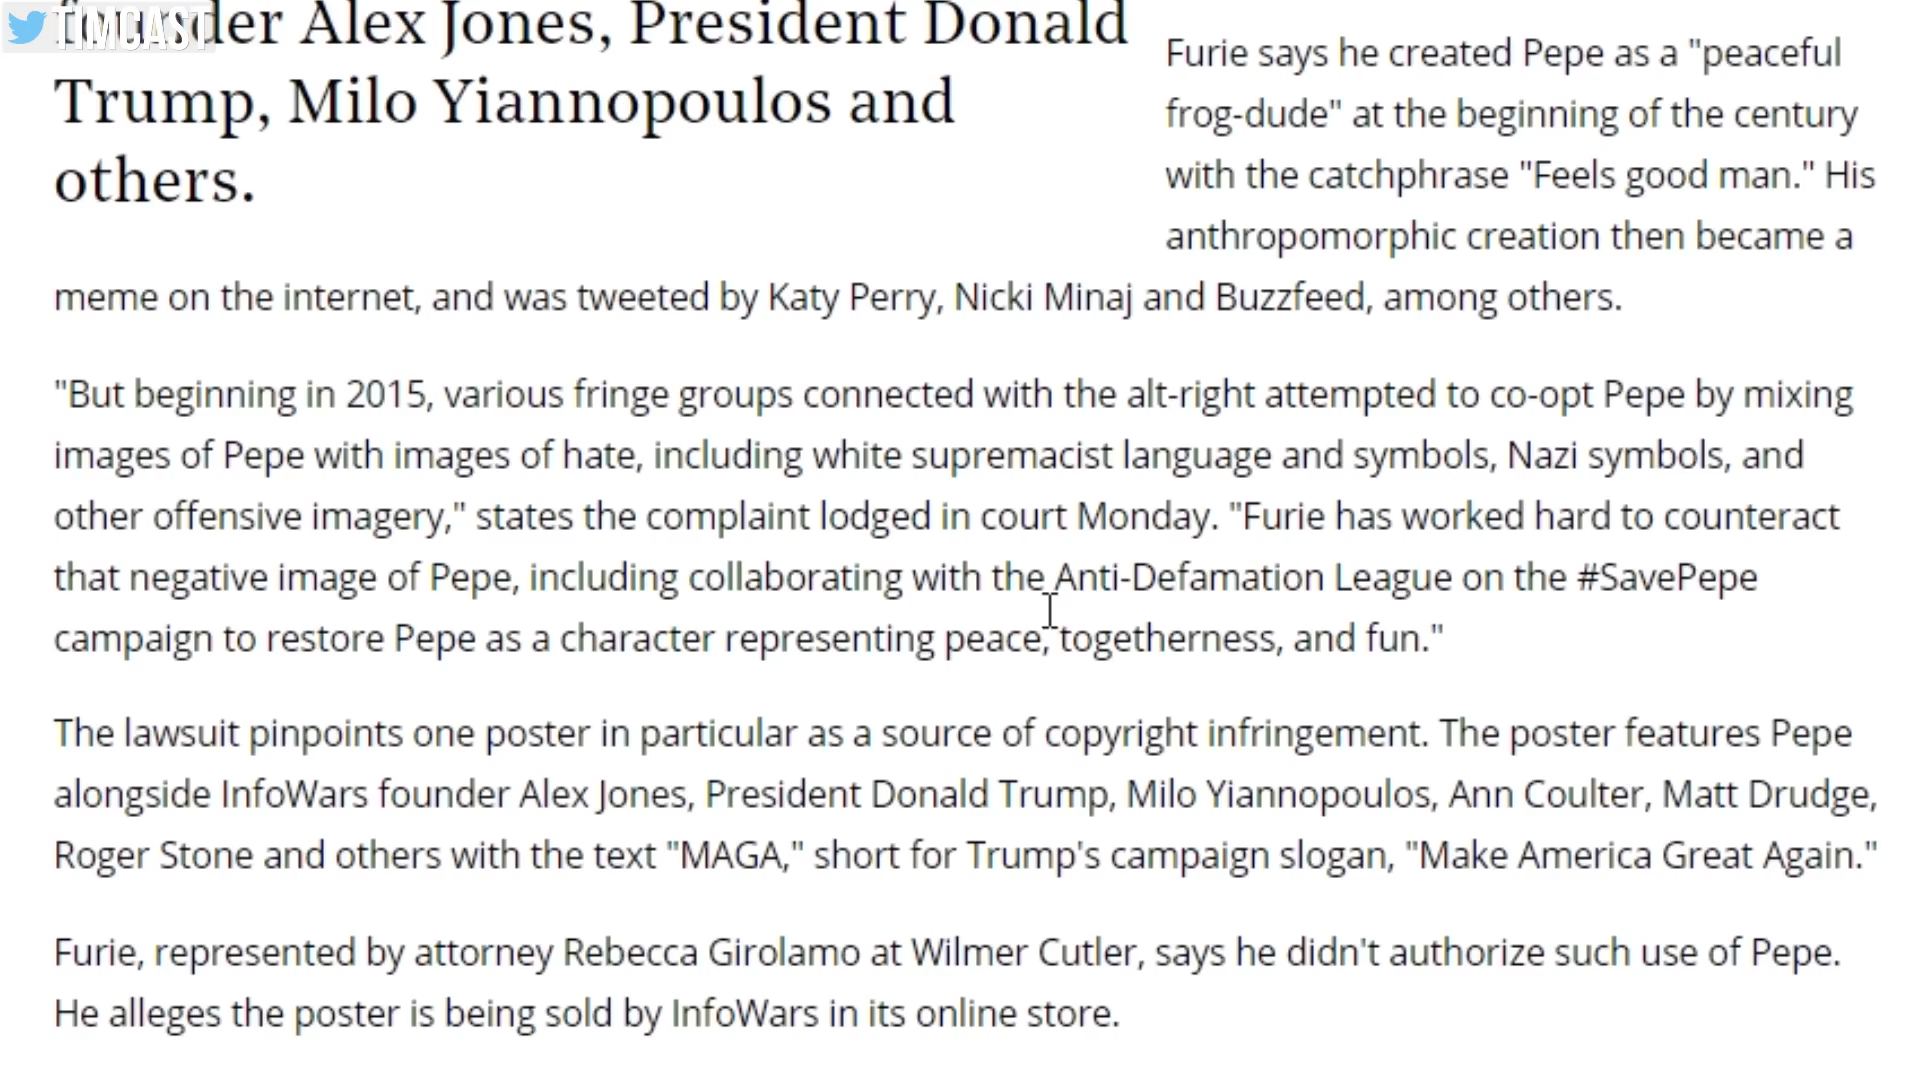 TIMCAST
founder Alex Jones, President Donald
Trump, Milo Yiannopoulos and
others.
Furie says he created Pepe as a "peaceful
frog-dude" at the beginning of the century
with the catchphrase "Feels good man." His
anthropomorphic creation then became a
meme on the internet, and was tweeted by Katy Perry, Nicki Minaj and Buzzfeed, among others.
"But beginning in 2015, various fringe groups connected with the alt-right attempted to co-opt Pepe by mixing
images of Pepe with images of hate, including white supremacist language and symbols, Nazi symbols, and
other offensive imagery," states the complaint lodged in court Monday. "Furie has worked hard to counteract
that negative image of Pepe, including collaborating with the Anti-Defamation League on the #SavePepe
campaign to restore Pepe as a character representing peace, togetherness, and fun."
The lawsuit pinpoints one poster in particular as a source of copyright infringement. The poster features Pepe
alongside InfoWars founder Alex Jones, President Donald Trump, Milo Yiannopoulos, Ann Coulter, Matt Drudge,
Roger Stone and others with the text "MAGA," short for Trump's campaign slogan, "Make America Great Again."
Furie, represented by attorney Rebecca Girolamo at Wilmer Cutler, says he didn't authorize such use of Pepe.
He alleges the poster is being sold by InfoWars in its online store.